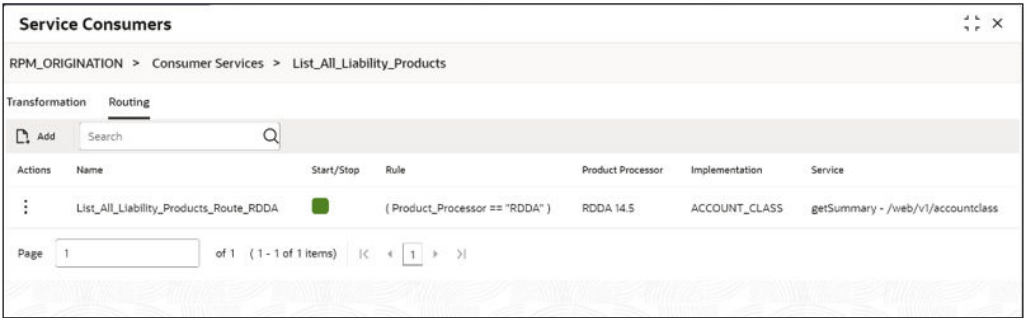 Service Consumers
RPM_ORIGINATION > Consumer Services > List_All_Liability_Products
Transformation Routing
Add Search
Actions Name Start/Stop Rule Product Processor Implementation Service
List_All_Liability_Products_Route_RDDA ( Product_Processor == "RDDA" ) RDDA 14.5 ACCOUNT_CLASS getSummary - /web/v1/accountclass
Page 1 of 1 ( 1 - 1 of 1 items) 1